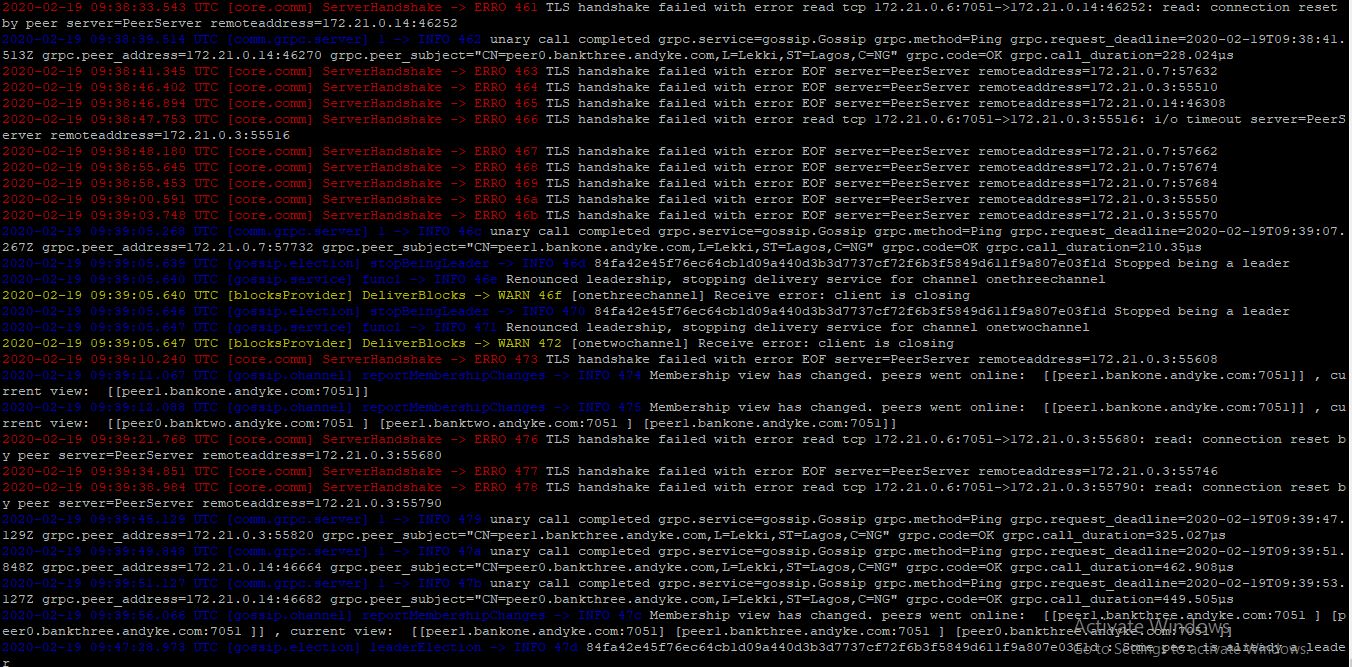 2020-02-19 09:38:33.543 UTC [core.comm] ServerHandshake -> ERRO 461 TLS handshake failed with error read tcp 172.21.0.6:7051->172.21.0.14:46252: read: connection reset
by peer server=PeerServer remoteaddress=172.21.0.14:46252
2020-02-19 09:38:39.514 UTC [comm.grpc.server] 1 -> INFO 462 unary call completed grpc.service=gossip.Gossip grpc.method=Ping grpc.request_deadline=2020-02-19T09:38:41.
513Z grpc.peer_address=172.21.0.14:46270 grpc.peer_subject="CN=peer0.bankthree.andyke.com,L=Lekki,ST=Lagos,C=NG" grpc.code=OK grpc.call_duration=228.024µs
2020-02-19 09:38:41.345 UTC [core.comm] ServerHandshake -> ERRO 463 TLS handshake failed with error EOF server=PeerServer remoteaddress=172.21.0.7:57632
2020-02-19 09:38:46.402 UTC [core.comm] ServerHandshake -> ERRO 464 TLS handshake failed with error EOF server=PeerServer remoteaddress=172.21.0.3:55510
2020-02-19 09:38:46.894 UTC [core.comm] ServerHandshake -> ERRO 465 TLS handshake failed with error EOF server=PeerServer remoteaddress=172.21.0.14:46308
2020-02-19 09:38:47.753 UTC [core.comm] ServerHandshake -> ERRO 466 TLS handshake failed with error read tcp 172.21.0.6:7051->172.21.0.3:55516: i/o timeout server=PeerS
erver remoteaddress=172.21.0.3:55516
2020-02-19 09:38:48.180 UTC [core.comm] ServerHandshake -> ERRO 467 TLS handshake failed with error EOF server=PeerServer remoteaddress=172.21.0.7:57662
2020-02-19 09:38:55.645 UTC [core.comm] ServerHandshake -> ERRO 468 TLS handshake failed with error EOF server=PeerServer remoteaddress=172.21.0.7:57674
2020-02-19 09:38:58.453 UTC [core.comm] ServerHandshake -> ERRO 469 TLS handshake failed with error EOF server=PeerServer remoteaddress=172.21.0.7:57684
2020-02-19 09:39:00.591 UTC [core.comm] ServerHandshake -> ERRO 46a TLS handshake failed with error EOF server=PeerServer remoteaddress=172.21.0.3:55550
2020-02-19 09:39:03.748 UTC [core.comm] ServerHandshake -> ERRO 46b TLS handshake failed with error EOF server=PeerServer remoteaddress=172.21.0.3:55570
2020-02-19 09:39:05.268 UTC [comm.grpc.server] 1 -> INFO 46c unary call completed grpc.service=gossip.Gossip grpc.method=Ping grpc.request_deadline=2020-02-19T09:39:07.
267Z grpc.peer_address=172.21.0.7:57732 grpc.peer_subject="CN=peer1.bankone.andyke.com,L=Lekki,ST=Lagos,C=NG" grpc.code=OK grpc.call_duration=210.35µs
2020-02-19 09:39:05.639 UTC [gossip.election] stopBeingLeader -> INFO 46d 84fa42e45f76ec64cb1d09a440d3b3d7737cf72f6b3f5849d611f9a807e03f1d Stopped being a leader
2020-02-19 09:39:05.640 UTC [gossip.service] func1 -> INFO 46e Renounced leadership, stopping delivery service for channel onethreechannel
2020-02-19 09:39:05.640 UTC [blocksProvider] DeliverBlocks -> WARN 46f [onethreechannel] Receive error: client is closing
2020-02-19 09:39:05.646 UTC [gossip.election] stopBeingLeader -> INFO 470 84fa42e45f76ec64cb1d09a440d3b3d7737cf72f6b3f5849d611f9a807e03f1d Stopped being a leader
2020-02-19 09:39:05.647 UTC [gossip.service] func1 -> INFO 471 Renounced leadership, stopping delivery service for channel onetwochannel
2020-02-19 09:39:05.647 UTC [blocksProvider] DeliverBlocks -> WARN 472 [onetwochannel] Receive error: client is closing
2020-02-19 09:39:10.240 UTC [core.comm] ServerHandshake -> ERRO 473 TLS handshake failed with error EOF server=PeerServer remoteaddress=172.21.0.3:55608
2020-02-19 09:39:11.067 UTC [gossip.channel] reportMembershipChanges -> INFO 474 Membership view has changed. peers went online:  [[peer1.bankone.andyke.com:7051]] , cu
rrent view:  [[peer1.bankone.andyke.com:7051]]
2020-02-19 09:39:12.088 UTC [gossip.channel] reportMembershipChanges -> INFO 475 Membership view has changed. peers went online:  [[peer1.bankone.andyke.com:7051]] , cu
rrent view:  [[peer0.banktwo.andyke.com:7051 ] [peer1.banktwo.andyke.com:7051 ] [peer1.bankone.andyke.com:7051]]
2020-02-19 09:39:21.768 UTC [core.comm] ServerHandshake -> ERRO 476 TLS handshake failed with error read tcp 172.21.0.6:7051->172.21.0.3:55680: read: connection reset b
y peer server=PeerServer remoteaddress=172.21.0.3:55680
2020-02-19 09:39:34.851 UTC [core.comm] ServerHandshake -> ERRO 477 TLS handshake failed with error EOF server=PeerServer remoteaddress=172.21.0.3:55746
2020-02-19 09:39:38.984 UTC [core.comm] ServerHandshake -> ERRO 478 TLS handshake failed with error read tcp 172.21.0.6:7051->172.21.0.3:55790: read: connection reset b
y peer server=PeerServer remoteaddress=172.21.0.3:55790
2020-02-19 09:39:45.129 UTC [comm.grpc.server] 1 -> INFO 479 unary call completed grpc.service=gossip.Gossip grpc.method=Ping grpc.request_deadline=2020-02-19T09:39:47.
129Z grpc.peer_address=172.21.0.3:55820 grpc.peer_subject="CN=peer1.bankthree.andyke.com,L=Lekki,ST=Lagos,C=NG" grpc.code=OK grpc.call_duration=325.027µs
2020-02-19 09:39:49.848 UTC [comm.grpc.server] 1 -> INFO 47a unary call completed grpc.service=gossip.Gossip grpc.method=Ping grpc.request_deadline=2020-02-19T09:39:51.
848Z grpc.peer_address=172.21.0.14:46664 grpc.peer_subject="CN=peer0.bankthree.andyke.com,L=Lekki,ST=Lagos,C=NG" grpc.code=OK grpc.call_duration=462.908µs
2020-02-19 09:39:51.127 UTC [comm.grpc.server] 1 -> INFO 47b unary call completed grpc.service=gossip.Gossip grpc.method=Ping grpc.request_deadline=2020-02-19T09:39:53.
127Z grpc.peer_address=172.21.0.14:46682 grpc.peer_subject="CN=peer0.bankthree.andyke.com,L=Lekki,ST=Lagos,C=NG" grpc.code=OK grpc.call_duration=449.505µs
2020-02-19 09:39:56.066 UTC [gossip.channel] reportMembershipChanges -> INFO 47c Membership view has changed. peers went online:  [[peer1.bankthree.andyke.com:7051 ] [p
eer0.bankthree.andyke.com:7051 ]] , current view:  [[peer1.bankone.andyke.com:7051] [peer1.bankthree.andyke.com:7051 ] [peer0.bankthree.andyke.com:7051 ]]
2020-02-19 09:47:28.975 UTC [gossip.election] leaderElection -> INFO 47d 84fa42e45f76ec64cb1d09a440d3b3d7737cf72f6b3f5849d611f9a807e03f1d : Some peer is already a leade
r
Activate Windows
Go to Settings to activate Windows.